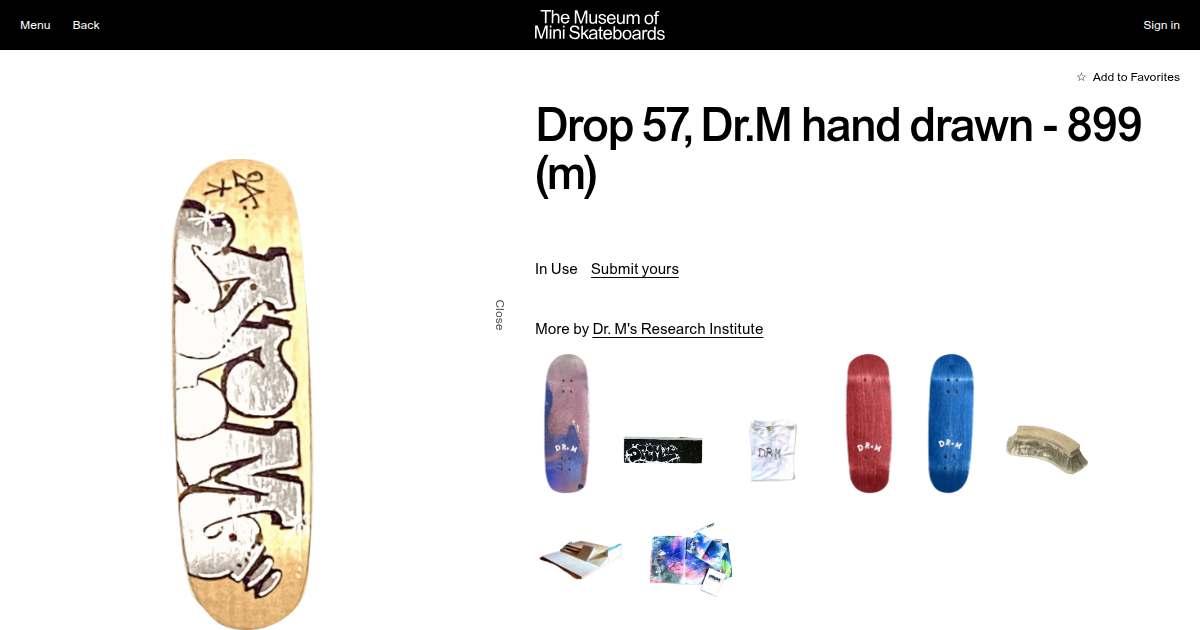 Menu
Back
The Museum of
Mini Skateboards
Sign in
☆ Add to Favorites
Drop 57, Dr.M hand drawn - 899
(m)
In Use
Submit yours
Close
More by Dr. M's Research Institute
DR.M
DRM
DR.M
DR.M